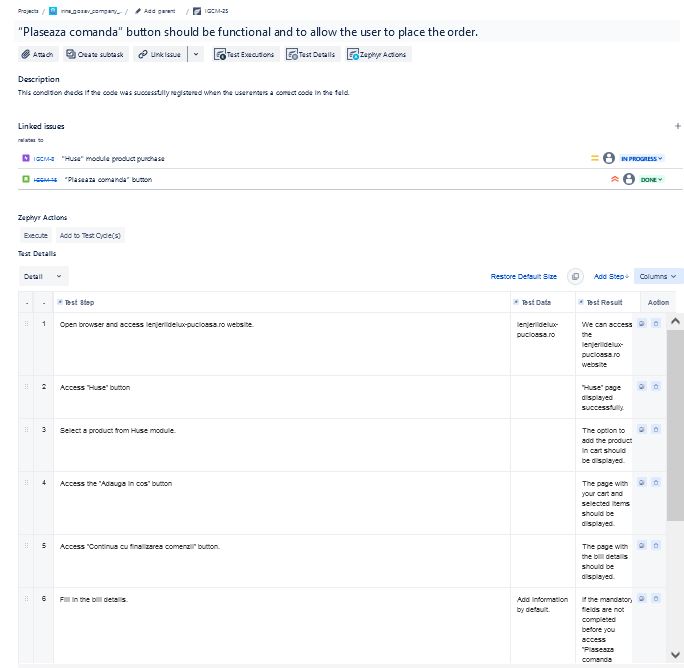 Projects / / Add parent / IGCM-25
"Plaseaza comanda" button should be functional and to allow the user to place the order.
Attach Create subtask Link issue Test Executions Test Details Zephyr Actions
Description
This condition checks if the code was successfully registered when the user enters a correct code in the field.
Linked issues
relates to
"Huse" module product purchase IN PROGRESS
"Plaseaza comanda" button DONE
Zephyr Actions
Execute Add to Test Cycle(s)
Test Details
Detail Restore Default Size Add Step Columns
- - Test Step Test Data Test Result Action
1 Open browser and access lenjeriidelux-pucioasa.ro website. lenjeriidelux- We can access
pucioasa.ro the
lenjeriidelux-
pucioasa.ro
website
2 Access "Huse" button "Huse" page
displayed
successfully.
3 Select a product from Huse module. The option to
add the product
in cart should
be displayed.
4 Access the "Adauga in cos" button The page with
your cart and
selected items
should be
displayed.
5 Access "Continua cu finalizarea comenzii" button. The page with
the bill details
should be
displayed.
6 Fill in the bill details. Add information If the mandatory
by default. fields are not
completed
before you
access
"Plaseaza
comanda